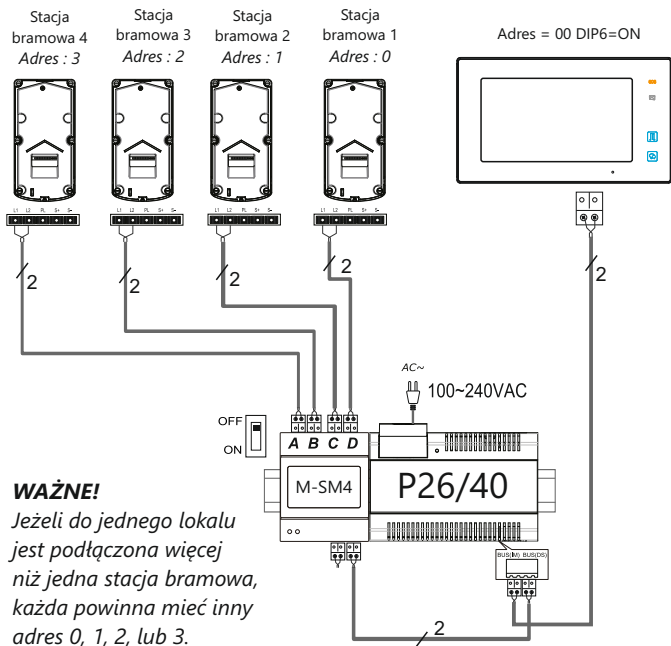 Stacja
bramowa 4
Adres : 3
Stacja
bramowa 3
Adres : 2
Stacja
bramowa 2
Adres : 1
Stacja
bramowa 1
Adres : 0
Adres = 00 DIP6=ON
L1 L2 PL S+ S-
L1 L2 PL S+ S-
L1 L2 PL S+ S-
L1 L2 PL S+ S-
2
2
2
2
2
AC~
100~240VAC
OFF
ON
A B C D
M-SM4
P26/40
BUS(IM) BUS(DS)
2
WAŻNE!
Jeżeli do jednego lokalu
jest podłączona więcej
niż jedna stacja bramowa,
każda powinna mieć inny
adres 0, 1, 2, lub 3.